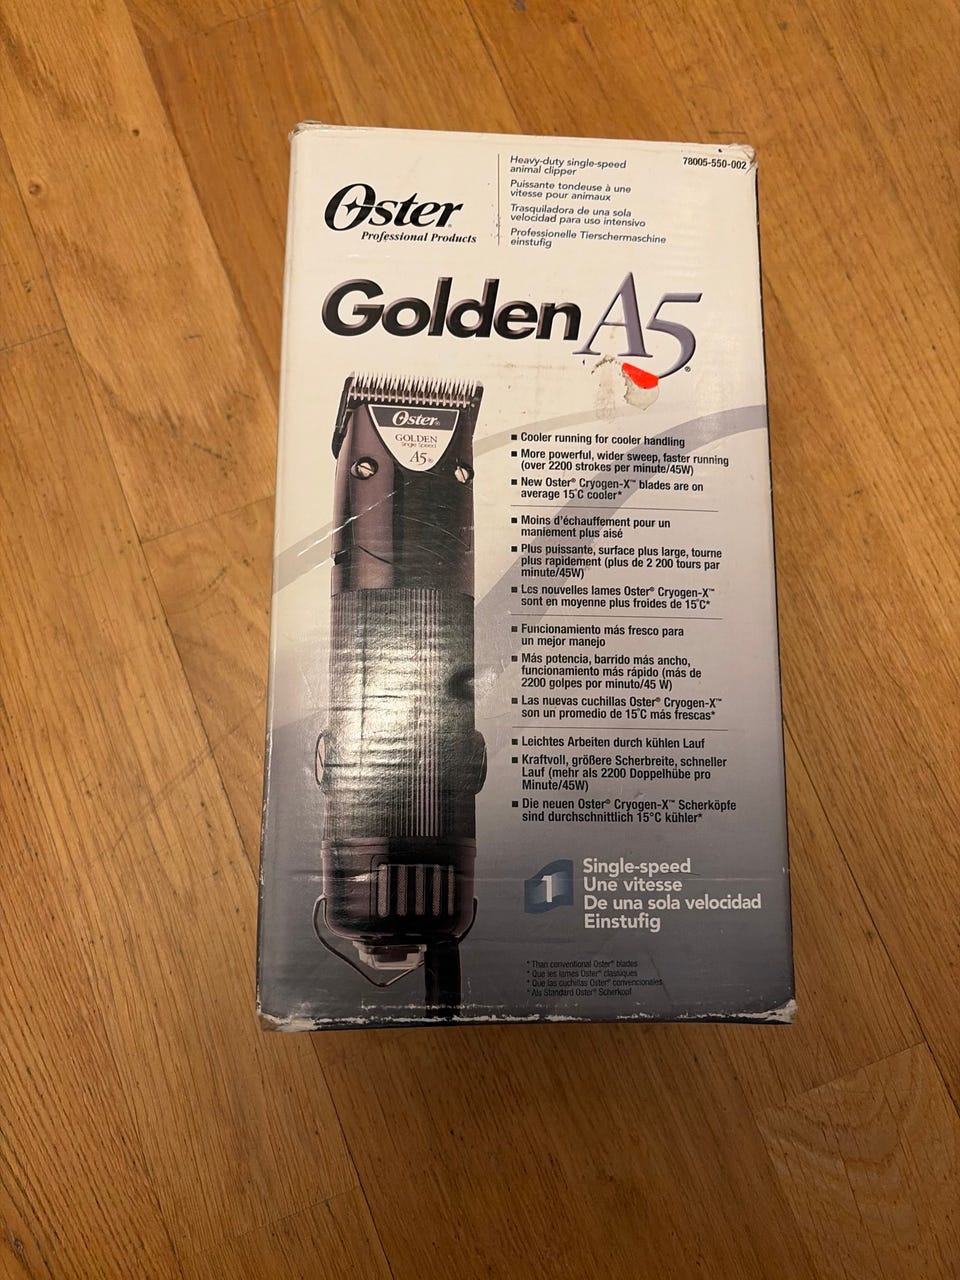 Oster®
Professional Products
Heavy-duty single-speed
animal clipper
Puissante tondeuse à une
vitesse pour animaux
Trasquiladora de una sola
velocidad para uso intensivo
Professionelle Tierschermaschine
einstufig
78005-550-002
Golden A5®
Oster®
GOLDEN
Single Speed
A5®
Cooler running for cooler handling
More powerful, wider sweep, faster running
(over 2200 strokes per minute/45W)
New Oster® Cryogen-X™ blades are on
average 15°C cooler*
Moins d'échauffement pour un
maniement plus aisé
Plus puissante, surface plus large, tourne
plus rapidement (plus de 2 200 tours par
minute/45W)
Les nouvelles lames Oster® Cryogen-X™
sont en moyenne plus froides de 15°C*
Funcionamiento más fresco para
un mejor manejo
Más potencia, barrido más ancho,
funcionamiento más rápido (más de
2200 golpes por minuto/45 W)
Las nuevas cuchillas Oster® Cryogen-X™
son un promedio de 15°C más frescas*
Leichtes Arbeiten durch kühlen Lauf
Kraftvoll, größere Scherbreite, schneller
Lauf (mehr als 2200 Doppelhübe pro
Minute/45W)
Die neuen Oster® Cryogen-X™ Scherköpfe
sind durchschnittlich 15°C kühler*
1
Single-speed
Une vitesse
De una sola velocidad
Einstufig
* Than conventional Oster® blades
* Que les lames Oster® classiques
* Que las cuchillas Oster® convencionales
* Als Standard Oster® Scherkopf